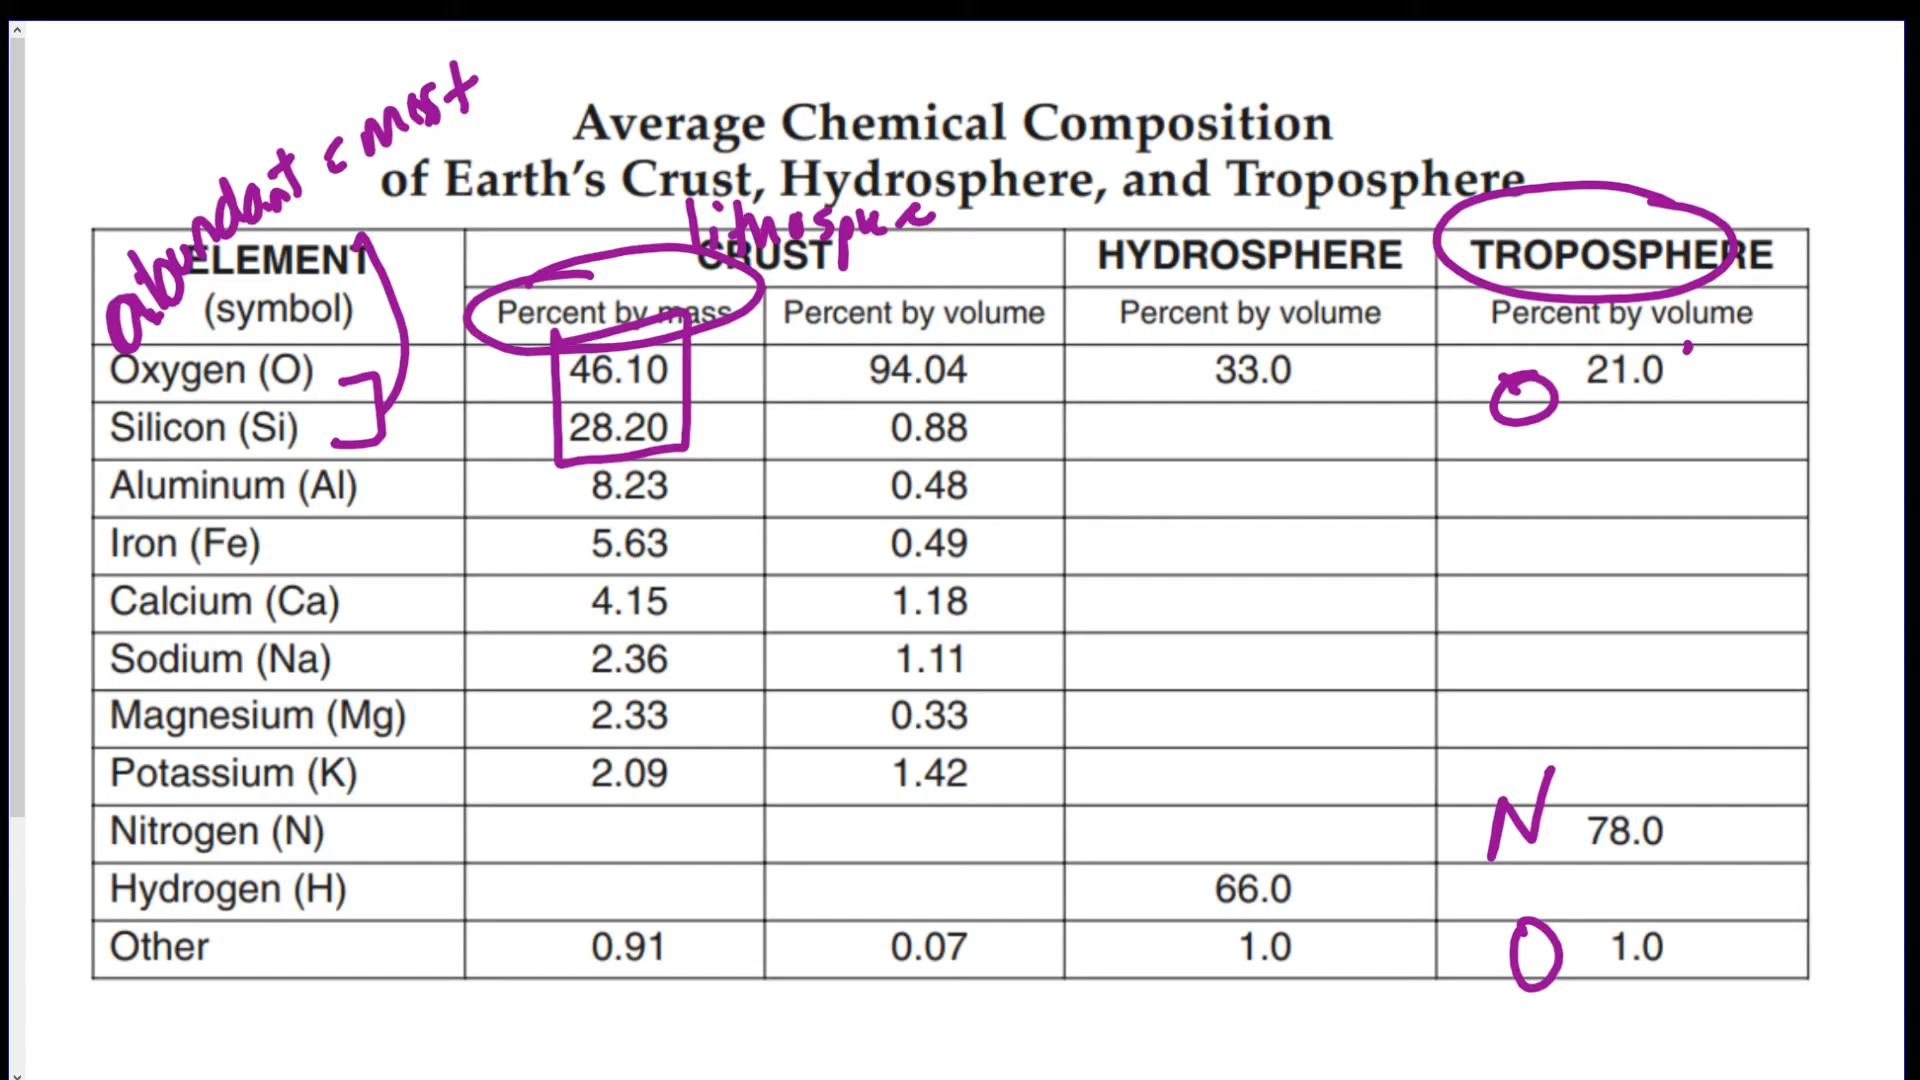 abundant = most
Average Chemical Composition
of Earth's Crust, Hydrosphere, and Troposphere
ELEMENT (symbol) CRUST HYDROSPHERE TROPOSPHERE
Percent by mass Percent by volume Percent by volume Percent by volume
Oxygen (O) 46.10 94.04 33.0 O 21.0
Silicon (Si) 28.20 0.88
Aluminum (Al) 8.23 0.48
Iron (Fe) 5.63 0.49
Calcium (Ca) 4.15 1.18
Sodium (Na) 2.36 1.11
Magnesium (Mg) 2.33 0.33
Potassium (K) 2.09 1.42
Nitrogen (N) N 78.0
Hydrogen (H) 66.0
Other 0.91 0.07 1.0 O 1.0